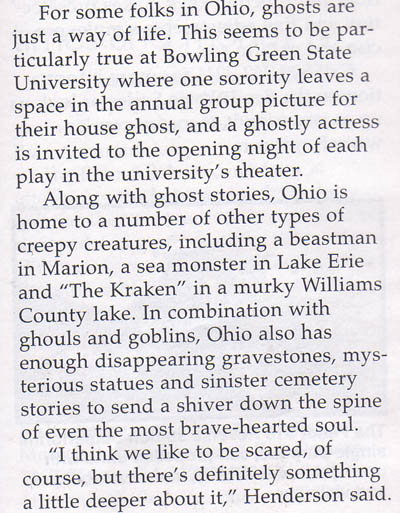 For some folks in Ohio, ghosts are
just a way of life. This seems to be par-
ticularly true at Bowling Green State
University where one sorority leaves a
space in the annual group picture for
their house ghost, and a ghostly actress
is invited to the opening night of each
play in the university's theater.
Along with ghost stories, Ohio is
home to a number of other types of
creepy creatures, including a beastman
in Marion, a sea monster in Lake Erie
and "The Kraken" in a murky Williams
County lake. In combination with
ghouls and goblins, Ohio also has
enough disappearing gravestones, mys-
terious statues and sinister cemetery
stories to send a shiver down the spine
of even the most brave-hearted soul.
"I think we like to be scared, of
course, but there's definitely something
a little deeper about it," Henderson said.